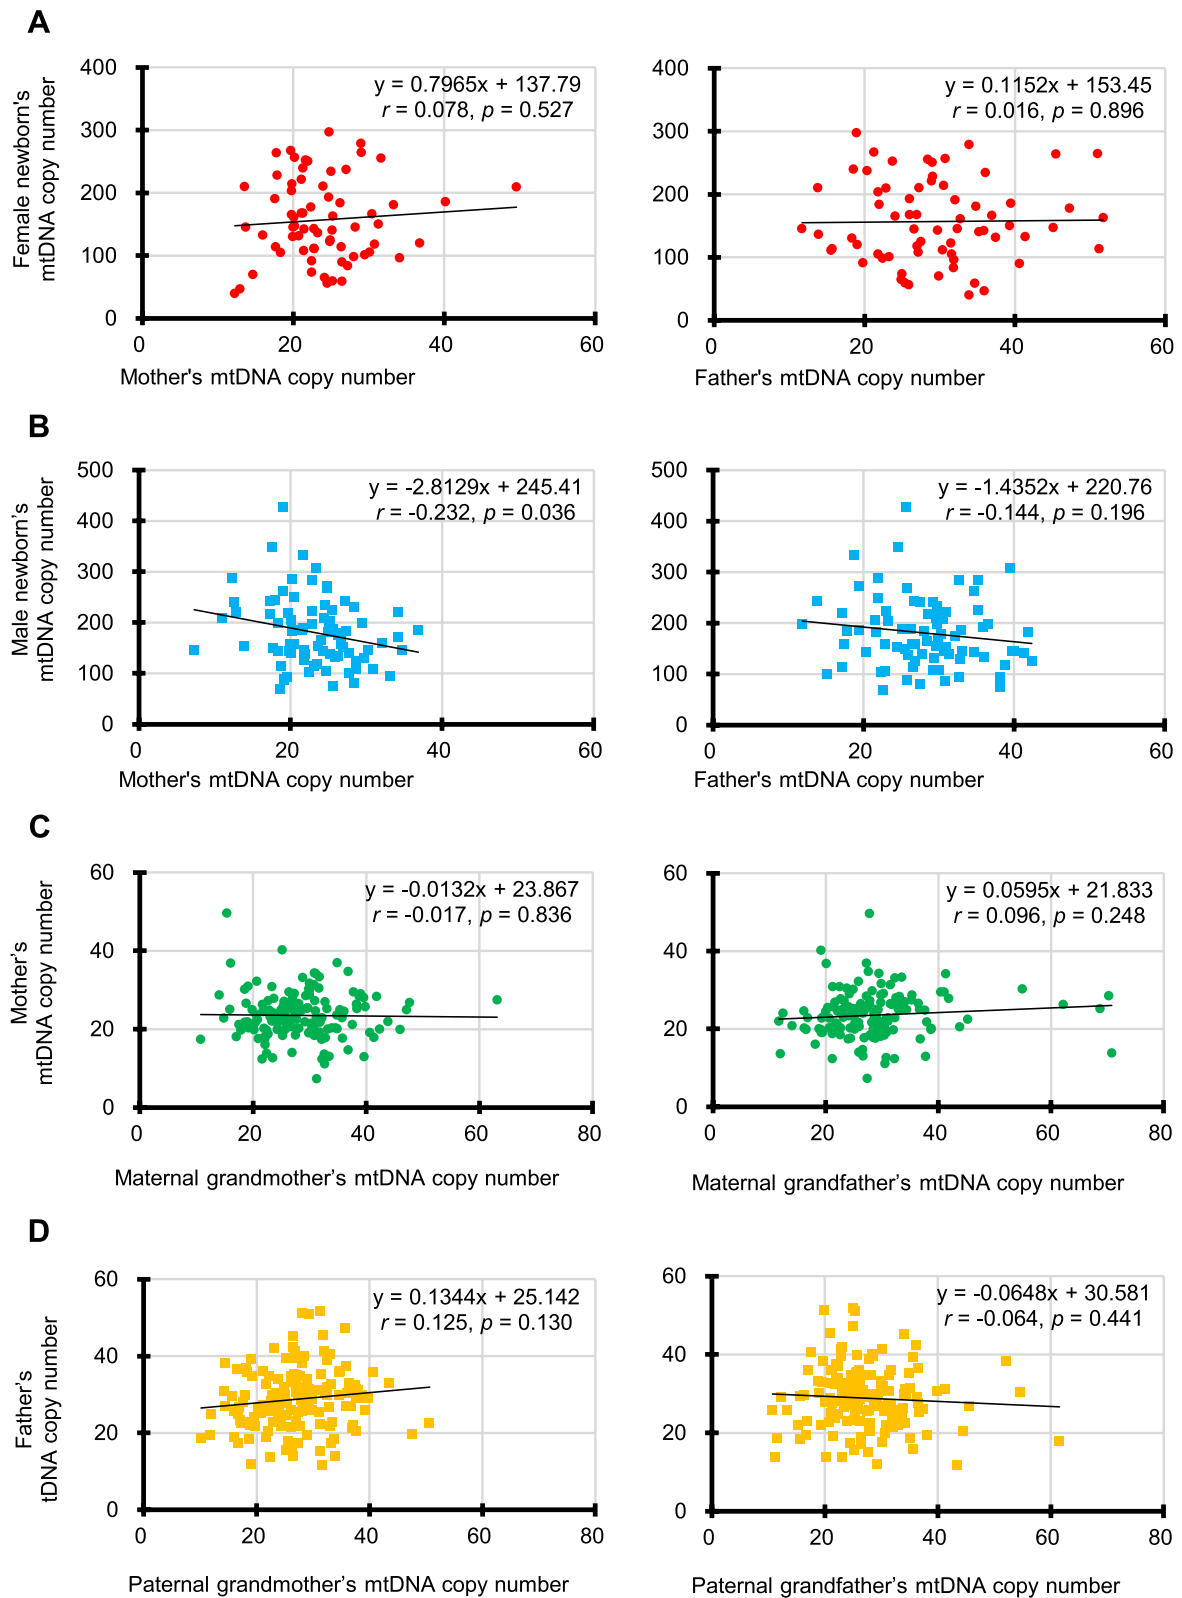 A
Female newborn's
mtDNA copy number
400
300
200
100
0
y = 0.7965x + 137.79
r = 0.078, p = 0.527
0 20 40 60
Mother's mtDNA copy number
400
300
200
100
0
y = 0.1152x + 153.45
r = 0.016, p = 0.896
0 20 40 60
Father's mtDNA copy number
B
Male newborn's
mtDNA copy number
500
400
300
200
100
0
y = -2.8129x + 245.41
r = -0.232, p = 0.036
0 20 40 60
Mother's mtDNA copy number
500
400
300
200
100
0
y = -1.4352x + 220.76
r = -0.144, p = 0.196
0 20 40 60
Father's mtDNA copy number
C
Mother's
mtDNA copy number
60
40
20
0
y = -0.0132x + 23.867
r = -0.017, p = 0.836
0 20 40 60 80
Maternal grandmother's mtDNA copy number
60
40
20
0
y = 0.0595x + 21.833
r = 0.096, p = 0.248
0 20 40 60 80
Maternal grandfather's mtDNA copy number
D
Father's
tDNA copy number
60
40
20
0
y = 0.1344x + 25.142
r = 0.125, p = 0.130
0 20 40 60 80
Paternal grandmother's mtDNA copy number
60
40
20
0
y = -0.0648x + 30.581
r = -0.064, p = 0.441
0 20 40 60 80
Paternal grandfather's mtDNA copy number